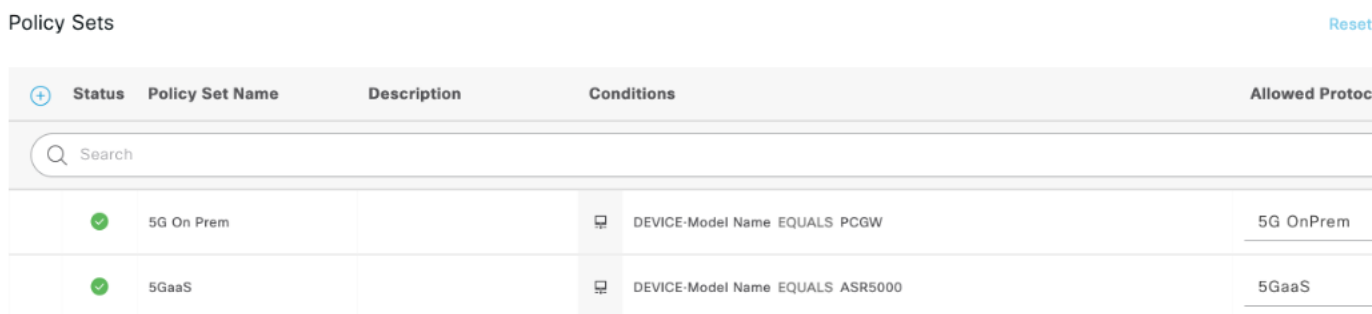 Policy Sets
Reset
Status Policy Set Name Description Conditions Allowed Protoc
Search
5G On Prem DEVICE-Model Name EQUALS PCGW 5G OnPrem
5GaaS DEVICE-Model Name EQUALS ASR5000 5GaaS